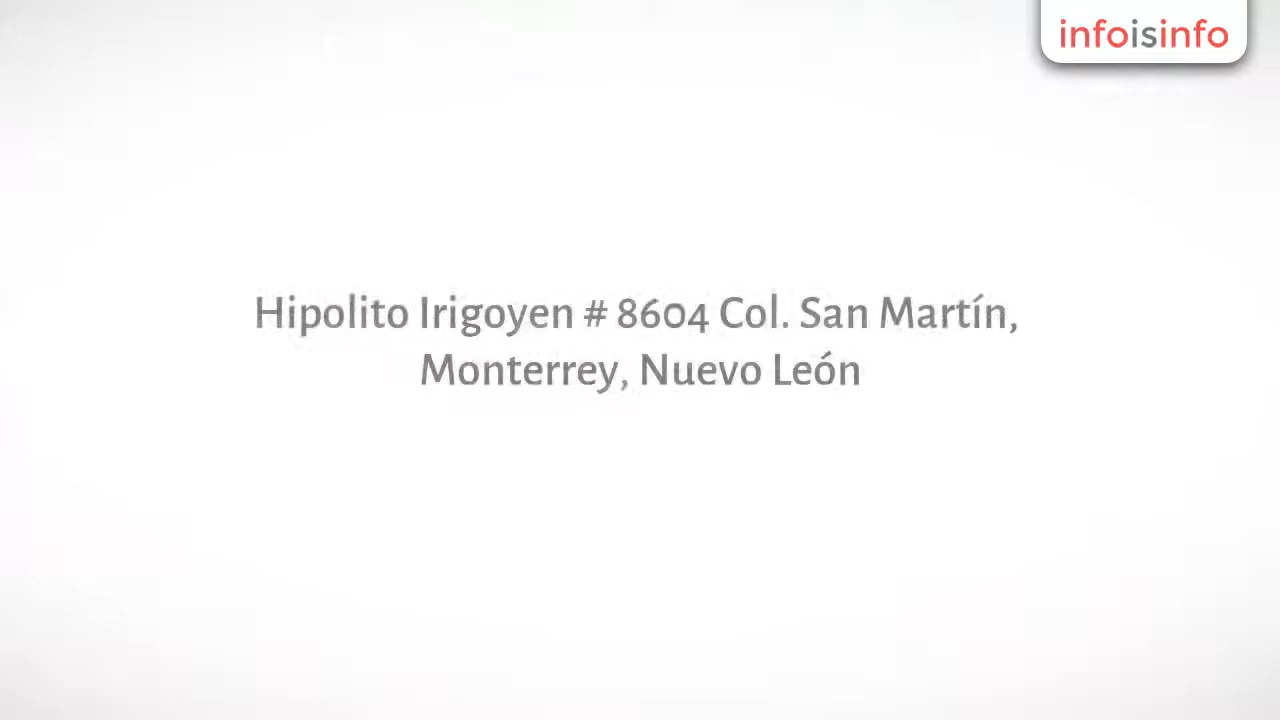 infoisinfo
Hipolito Irigoyen # 8604 Col. San Martín,
Monterrey, Nuevo León